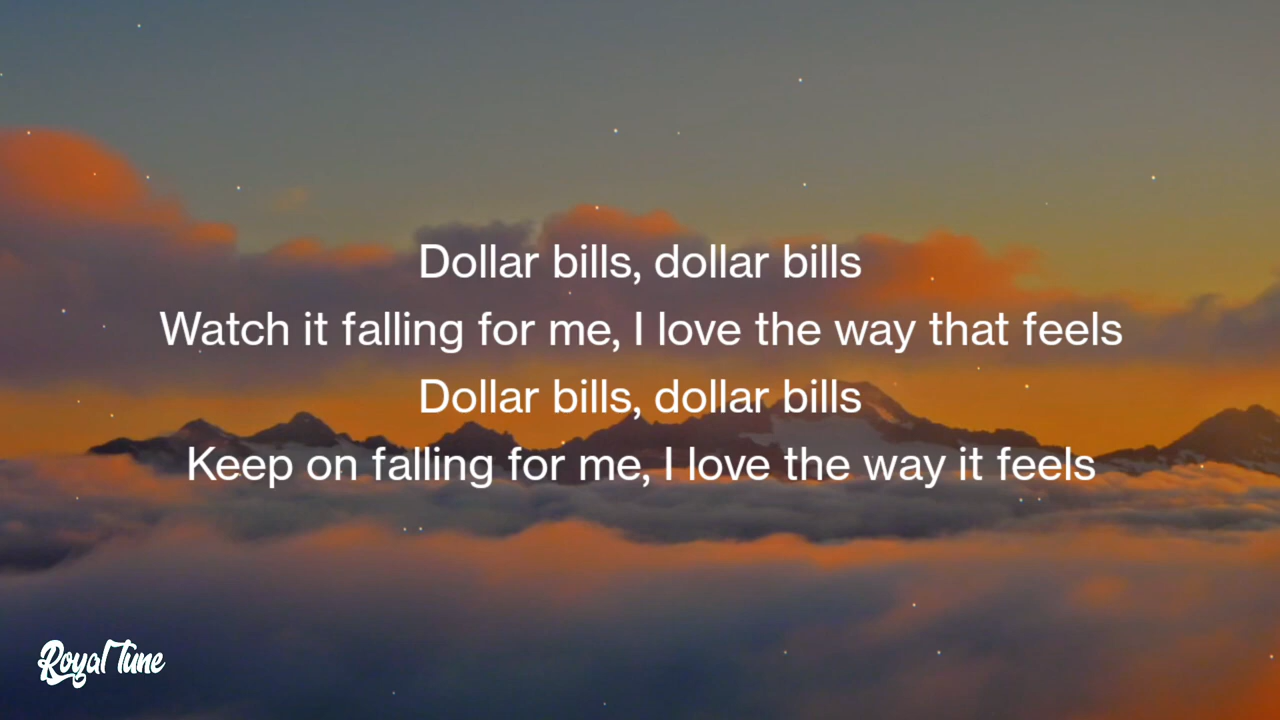 Dollar bills, dollar bills
Watch it falling for me, I love the way that feels
Dollar bills, dollar bills
Keep on falling for me, I love the way it feels
Royal Tune